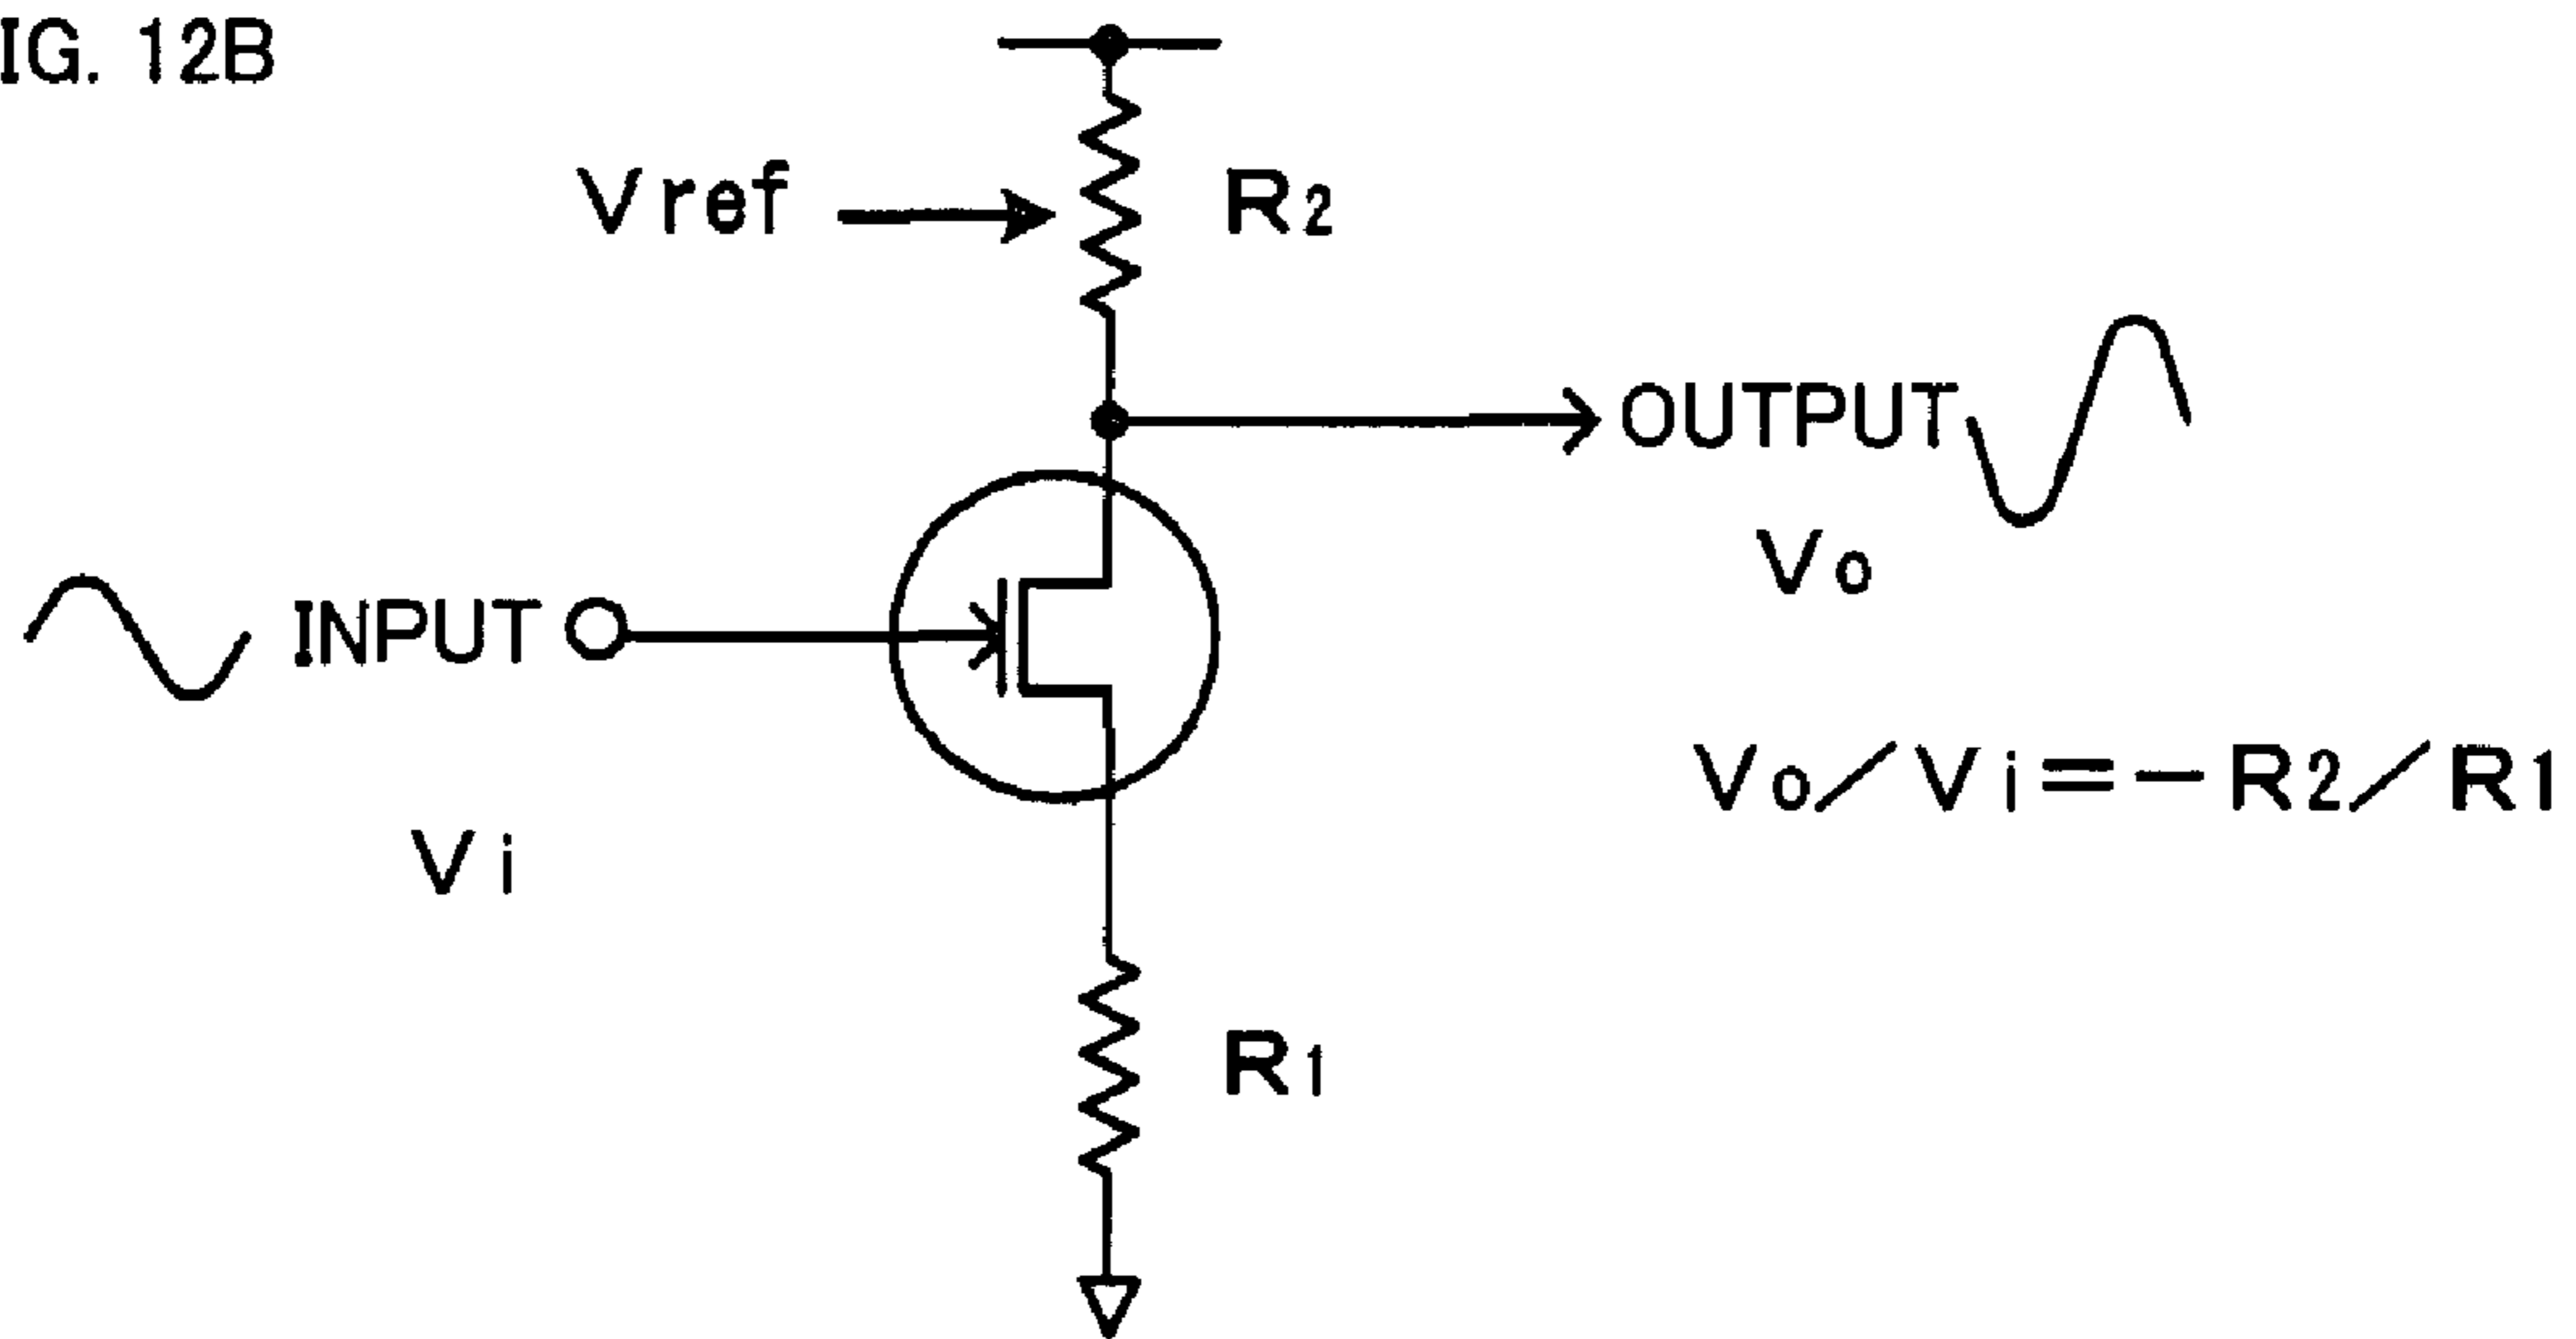 IG. 12B
Vref
R2
OUTPUT
Vo
INPUT
Vi
Vo/Vi=-R2/R1
R1